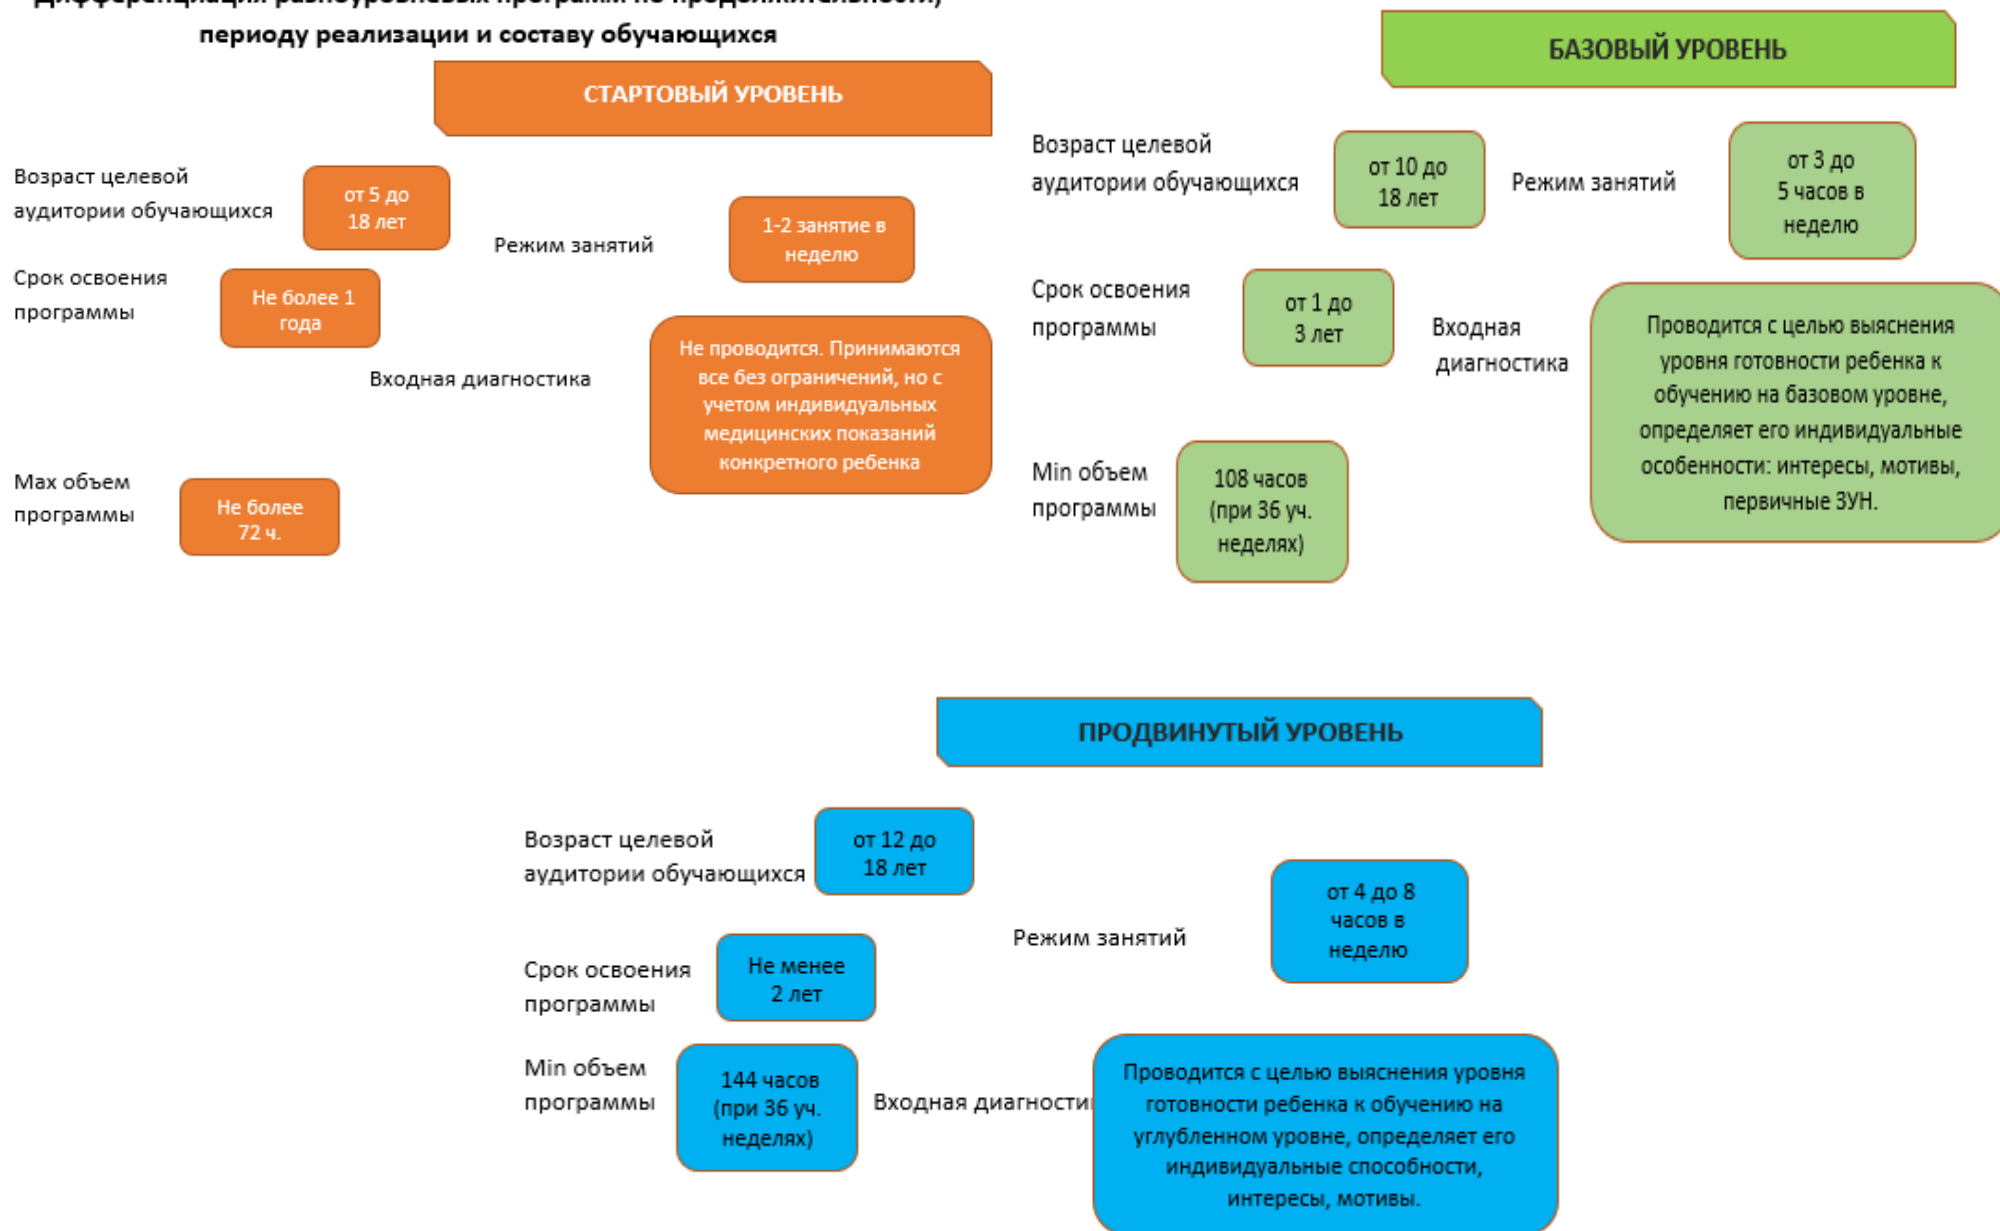 Дифференциация разноуровневых программ по продолжительности,
периоду реализации и составу обучающихся
СТАРТОВЫЙ УРОВЕНЬ
Возраст целевой
аудитории обучающихся
от 5 до
18 лет
Режим занятий
1-2 занятие в
неделю
Срок освоения
программы
Не более 1
года
Входная диагностика
Не проводится. Принимаются
все без ограничений, но с
учетом индивидуальных
медицинских показаний
конкретного ребенка
Max объем
программы
Не более
72 ч.
БАЗОВЫЙ УРОВЕНЬ
Возраст целевой
аудитории обучающихся
от 10 до
18 лет
Режим занятий
от 3 до
5 часов в
неделю
Срок освоения
программы
от 1 до
3 лет
Входная
диагностика
Проводится с целью выяснения
уровня готовности ребенка к
обучению на базовом уровне,
определяет его индивидуальные
особенности: интересы, мотивы,
первичные ЗУН.
Min объем
программы
108 часов
(при 36 уч.
неделях)
ПРОДВИНУТЫЙ УРОВЕНЬ
Возраст целевой
аудитории обучающихся
от 12 до
18 лет
Режим занятий
от 4 до 8
часов в
неделю
Срок освоения
программы
Не менее
2 лет
Min объем
программы
144 часов
(при 36 уч.
неделях)
Входная диагности
Проводится с целью выяснения уровня
готовности ребенка к обучению на
углубленном уровне, определяет его
индивидуальные способности,
интересы, мотивы.